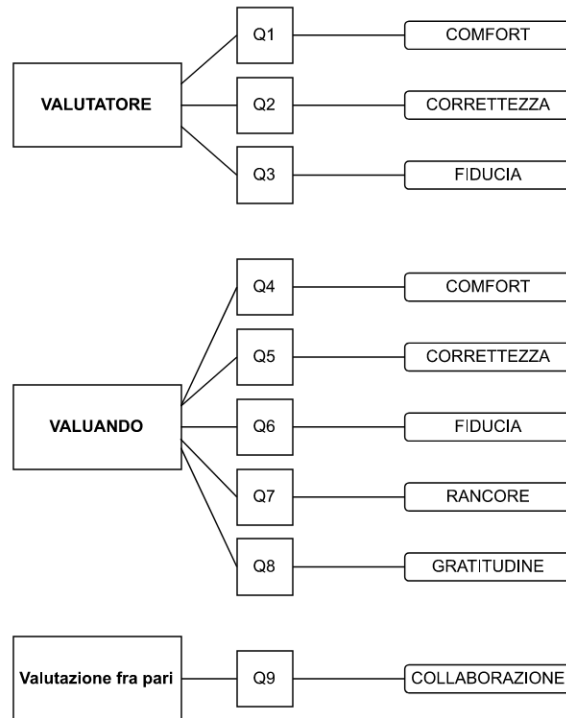 Q1
COMFORT
VALUTATORE
Q2
CORRETTEZZA
Q3
FIDUCIA
Q4
COMFORT
Q5
CORRETTEZZA
VALUANDO
Q6
FIDUCIA
Q7
RANCORE
Q8
GRATITUDINE
Valutazione fra pari
Q9
COLLABORAZIONE